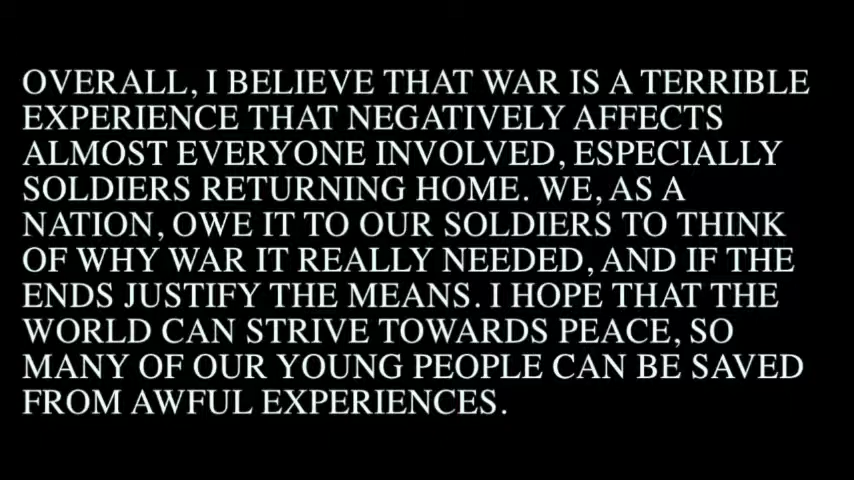 OVERALL, I BELIEVE THAT WAR IS A TERRIBLE
EXPERIENCE THAT NEGATIVELY AFFECTS
ALMOST EVERYONE INVOLVED, ESPECIALLY
SOLDIERS RETURNING HOME. WE, AS A
NATION, OWE IT TO OUR SOLDIERS TO THINK
OF WHY WAR IT REALLY NEEDED, AND IF THE
ENDS JUSTIFY THE MEANS. I HOPE THAT THE
WORLD CAN STRIVE TOWARDS PEACE, SO
MANY OF OUR YOUNG PEOPLE CAN BE SAVED
FROM AWFUL EXPERIENCES.